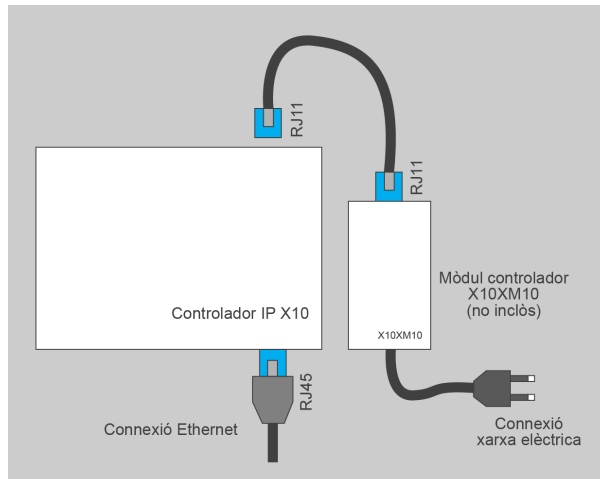 RJ11
RJ11
Mòdul controlador
X10XM10
(no inclòs)
Controlador IP X10
X10XM10
RJ45
Connexió Ethernet
Connexió
xarxa elèctrica